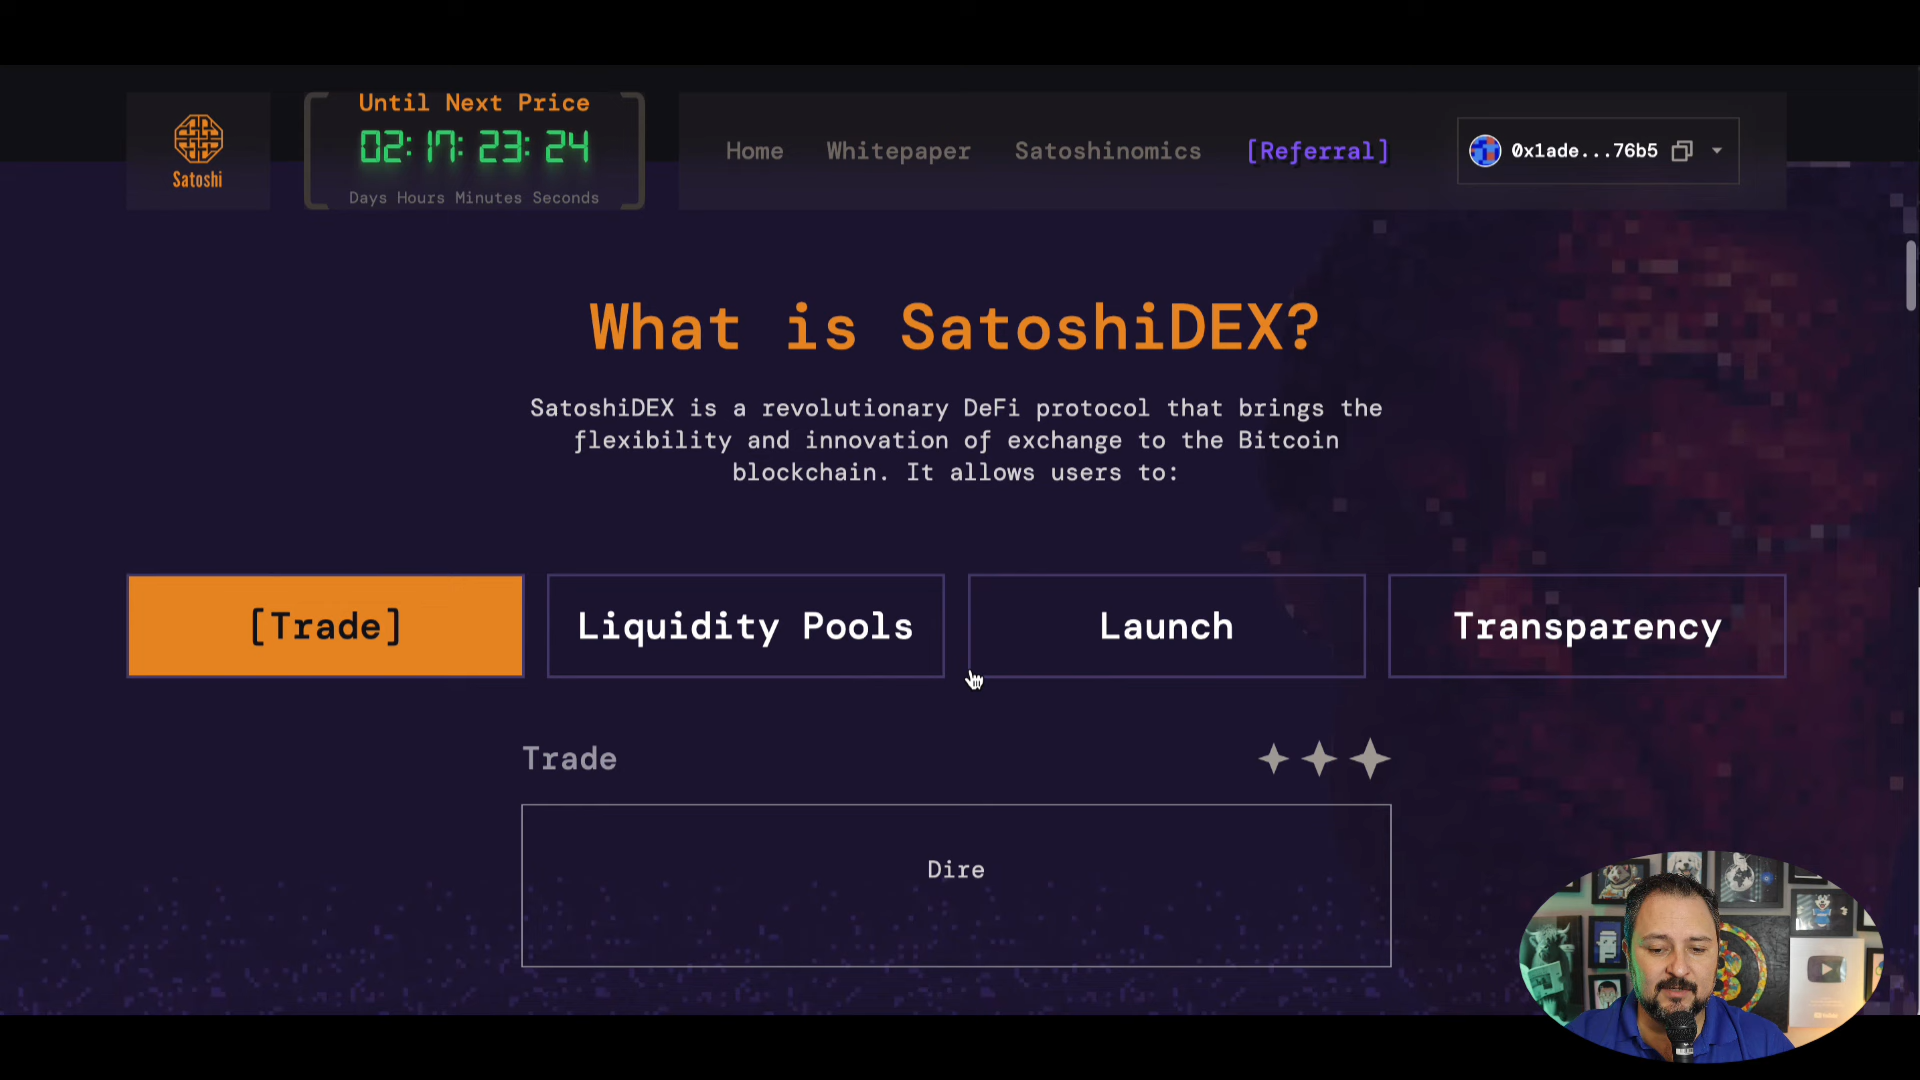 Satoshi
Until Next Price
02:17:23:24
Days Hours Minutes Seconds
Home Whitepaper Satoshinomics [Referral]
0x1ade...76b5
What is SatoshiDEX?
SatoshiDEX is a revolutionary DeFi protocol that brings the
flexibility and innovation of exchange to the Bitcoin
blockchain. It allows users to:
[Trade]
Liquidity Pools
Launch
Transparency
Trade
Dire